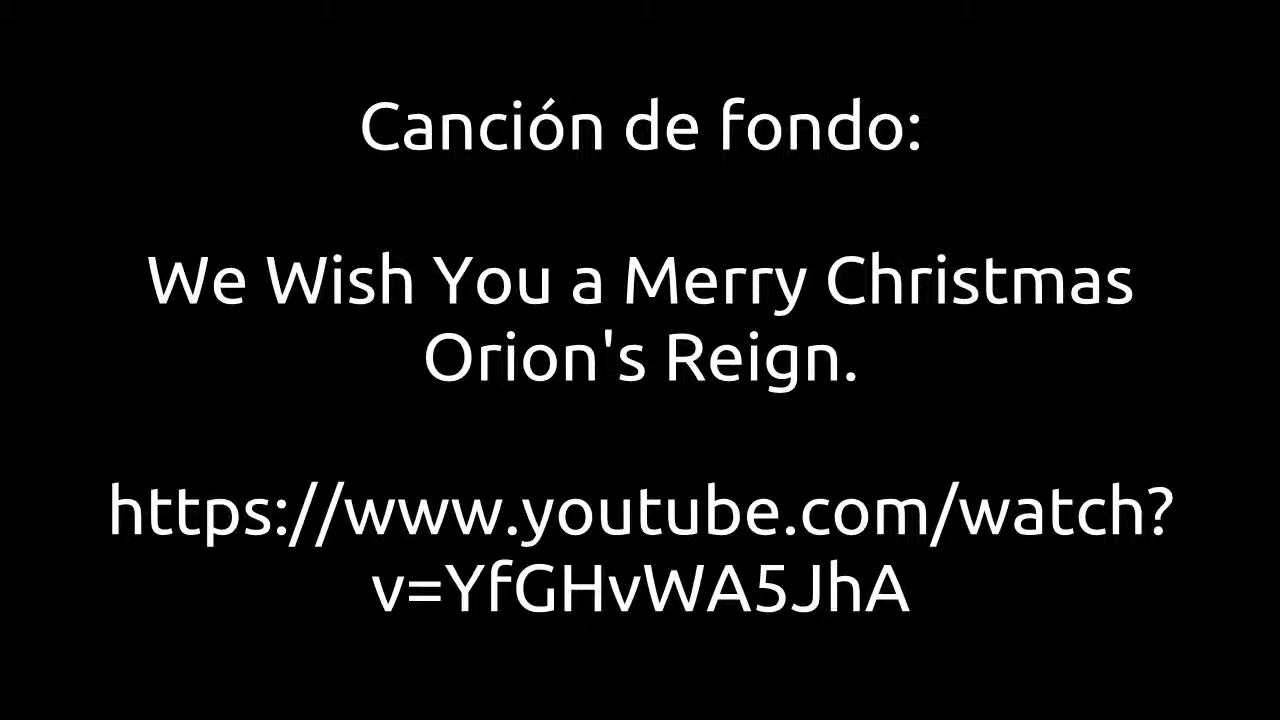 Canción de fondo:
We Wish You a Merry Christmas
Orion's Reign.
https://www.youtube.com/watch?
v=YfGHvWA5JhA